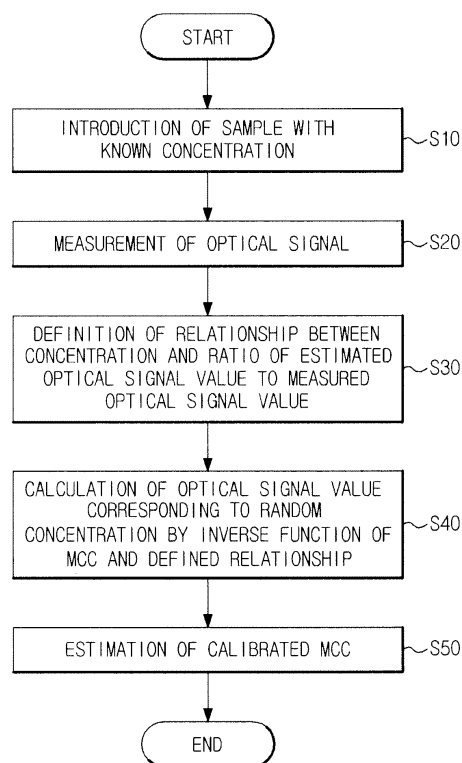 START
INTRODUCTION OF SAMPLE WITH
KNOWN CONCENTRATION
S10
MEASUREMENT OF OPTICAL SIGNAL
S20
DEFINITION OF RELATIONSHIP BETWEEN
CONCENTRATION AND RATIO OF ESTIMATED
OPTICAL SIGNAL VALUE TO MEASURED
OPTICAL SIGNAL VALUE
S30
CALCULATION OF OPTICAL SIGNAL VALUE
CORRESPONDING TO RANDOM
CONCENTRATION BY INVERSE FUNCTION OF
MCC AND DEFINED RELATIONSHIP
S40
ESTIMATION OF CALIBRATED MCC
S50
END